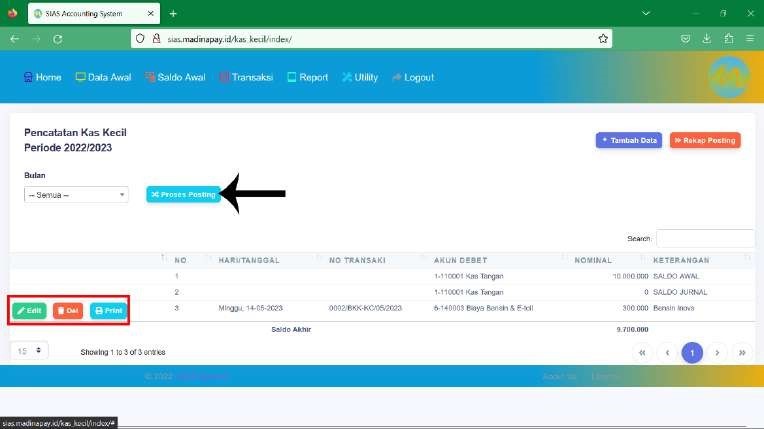 SIAS Accounting System
sias.madinapay.id/kas_kecil/index/
Home Data Awal Saldo Awal Transaksi Report Utility Logout
Pencatatan Kas Kecil
Periode 2022/2023
Tambah Data Rekap Posting
Bulan
-- Semua -- Proses Posting
Search:
NO HARI/TANGGAL NO TRANSAKI AKUN DEBET NOMINAL KETERANGAN
1 1-110001 Kas Tangan 10.000.000 SALDO AWAL
2 1-110001 Kas Tangan 0 SALDO JURNAL
Edit Del Print 3 Minggu, 14-05-2023 0002/BKK-KC/05/2023 6-140003 Biaya Bensin & E-toll 300.000 Bensin Inova
Saldo Akhir 9.700.000
15 Showing 1 to 3 of 3 entries « ‹ 1 › »
© 2022
About Us
sias.madinapay.id/kas_kecil/index/#